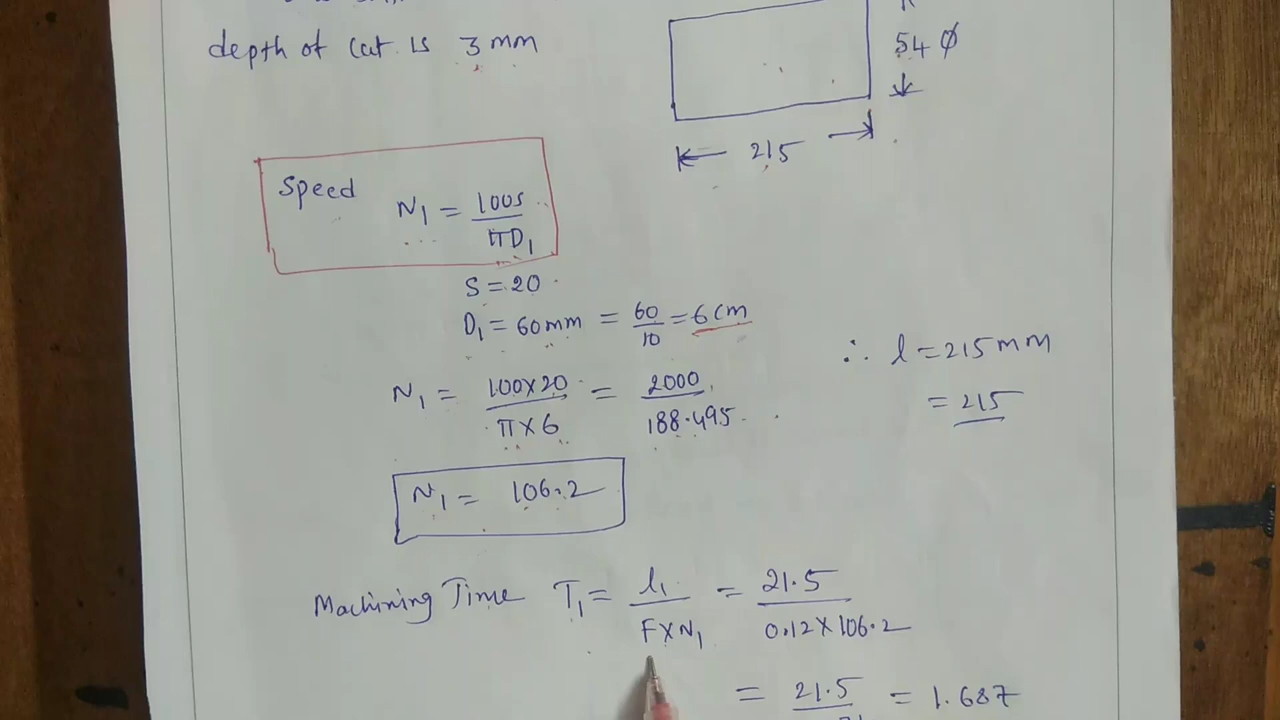 depth of Cut is 3 mm
54 φ
215
Speed N1 = 100S / πD1
S = 20
D1 = 60mm = 60/10 = 6 cm
∴ l = 215 mm
= 215
N1 = 100×20 / π×6 = 2000 / 188.495
N1 = 106.2
Machining Time T1 = l1 / F×N1 = 21.5 / 0.12×106.2
= 21.5 = 1.687